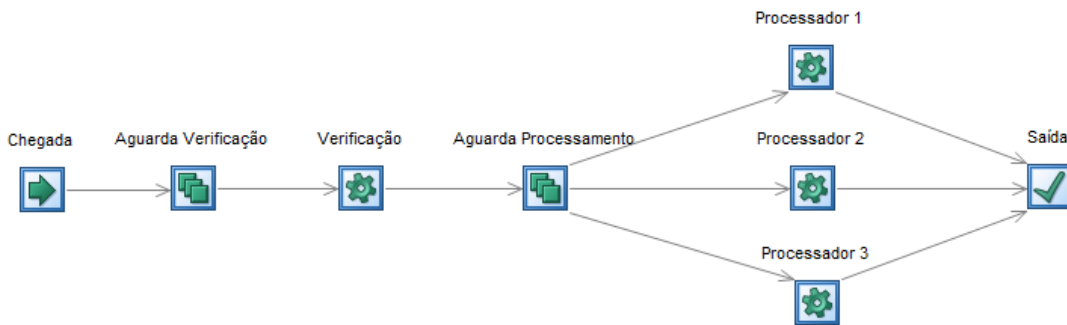 Processador 1
Chegada
Aguarda Verificação
Verificação
Aguarda Processamento
Processador 2
Saída
Processador 3